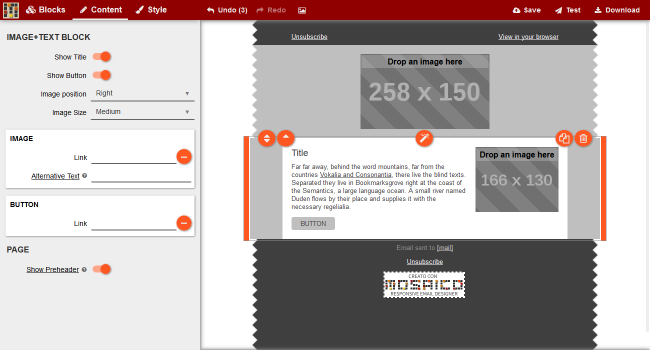 Blocks Content Style Undo (3) Redo Save Test Download
IMAGE+TEXT BLOCK
Show Title
Show Button
Image position Right
Image Size Medium
IMAGE
Link
Alternative Text
BUTTON
Link
PAGE
Show Preheader
Unsubscribe View in your browser
Drop an image here
258 x 150
Title
Far far away, behind the word mountains, far from the
countries Vokalia and Consonantia, there live the blind texts.
Separated they live in Bookmarksgrove right at the coast of
the Semantics, a large language ocean. A small river named
Duden flows by their place and supplies it with the
necessary regelialia.
BUTTON
Drop an image here
166 x 130
Email sent to [mail]
Unsubscribe
CREATO CON
MOSAICO
RESPONSIVE EMAIL DESIGNER